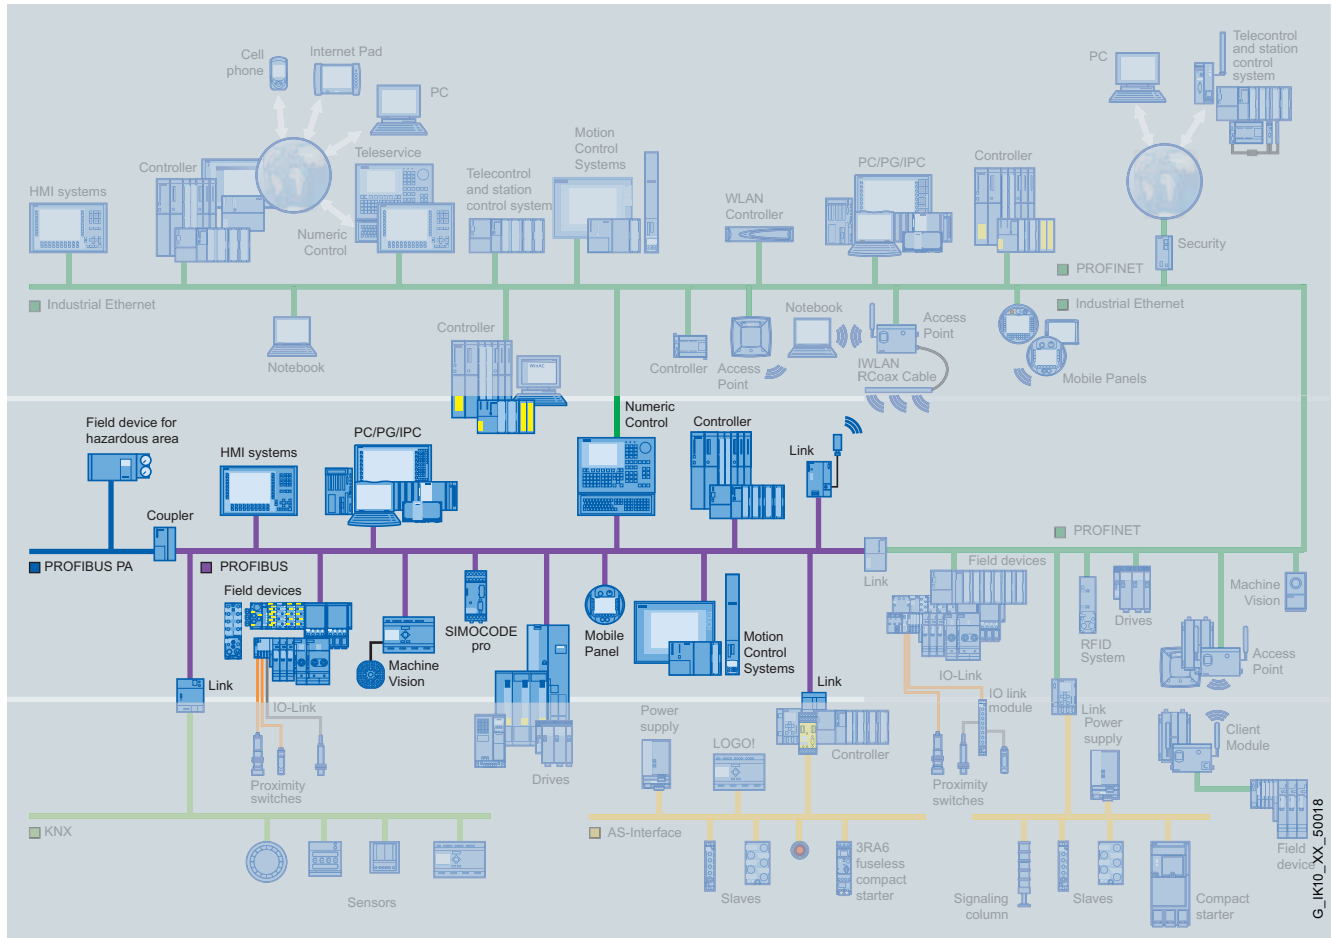 Cell
phone
Internet Pad
PC
Teleservice
Controller
HMI systems
Numeric
Control
Telecontrol
and station
control system
Motion
Control
Systems
WLAN
Controller
PC/PG/IPC
Controller
PC
Telecontrol
and station
control
system
Security
PROFINET
Industrial Ethernet
Industrial Ethernet
Notebook
Controller
WinAC
Controller
Access
Point
Notebook
Access
Point
IWLAN
RCoax Cable
Mobile Panels
Field device for
hazardous area
HMI systems
PC/PG/IPC
Numeric
Control
Controller
Link
Coupler
PROFIBUS PA
PROFIBUS
PROFINET
Link
Field devices
SIMOCODE
pro
Machine
Vision
Mobile
Panel
Motion
Control
Systems
Field devices
RFID
System
Drives
Machine
Vision
Access
Point
Link
IO-Link
Proximity
switches
Drives
Power
supply
LOGO!
Link
Controller
IO-Link
IO link
module
Proximity
switches
Link
Power
supply
Client
Module
Field
device
KNX
Sensors
AS-Interface
Slaves
3RA6
fuseless
compact
starter
Signaling
column
Slaves
Compact
starter
G_IK10_XX_50018